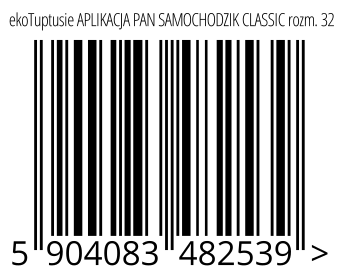 ekoTuptusie APLIKACJA PAN SAMOCHODZIK CLASSIC rozm. 32
5 904083 482539 >